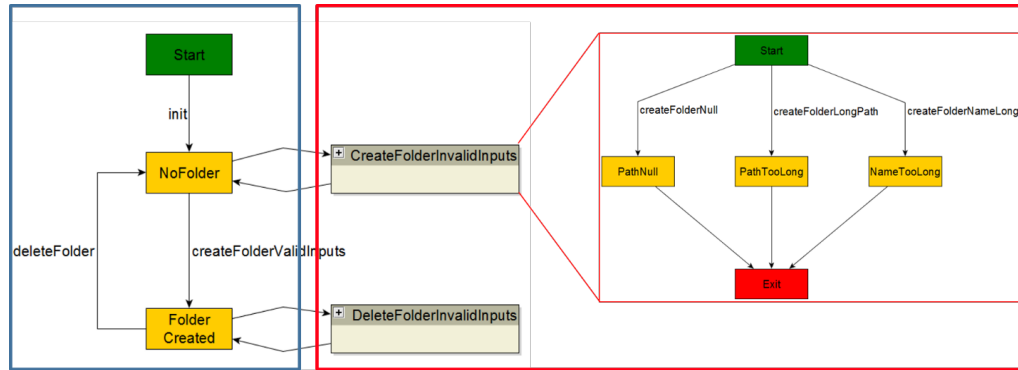 Start
init
NoFolder
deleteFolder
createFolderValidInputs
Folder
Created
CreateFolderInvalidInputs
DeleteFolderInvalidInputs
Start
createFolderNull
createFolderLongPath
createFolderNameLong
PathNull
PathTooLong
NameTooLong
Exit